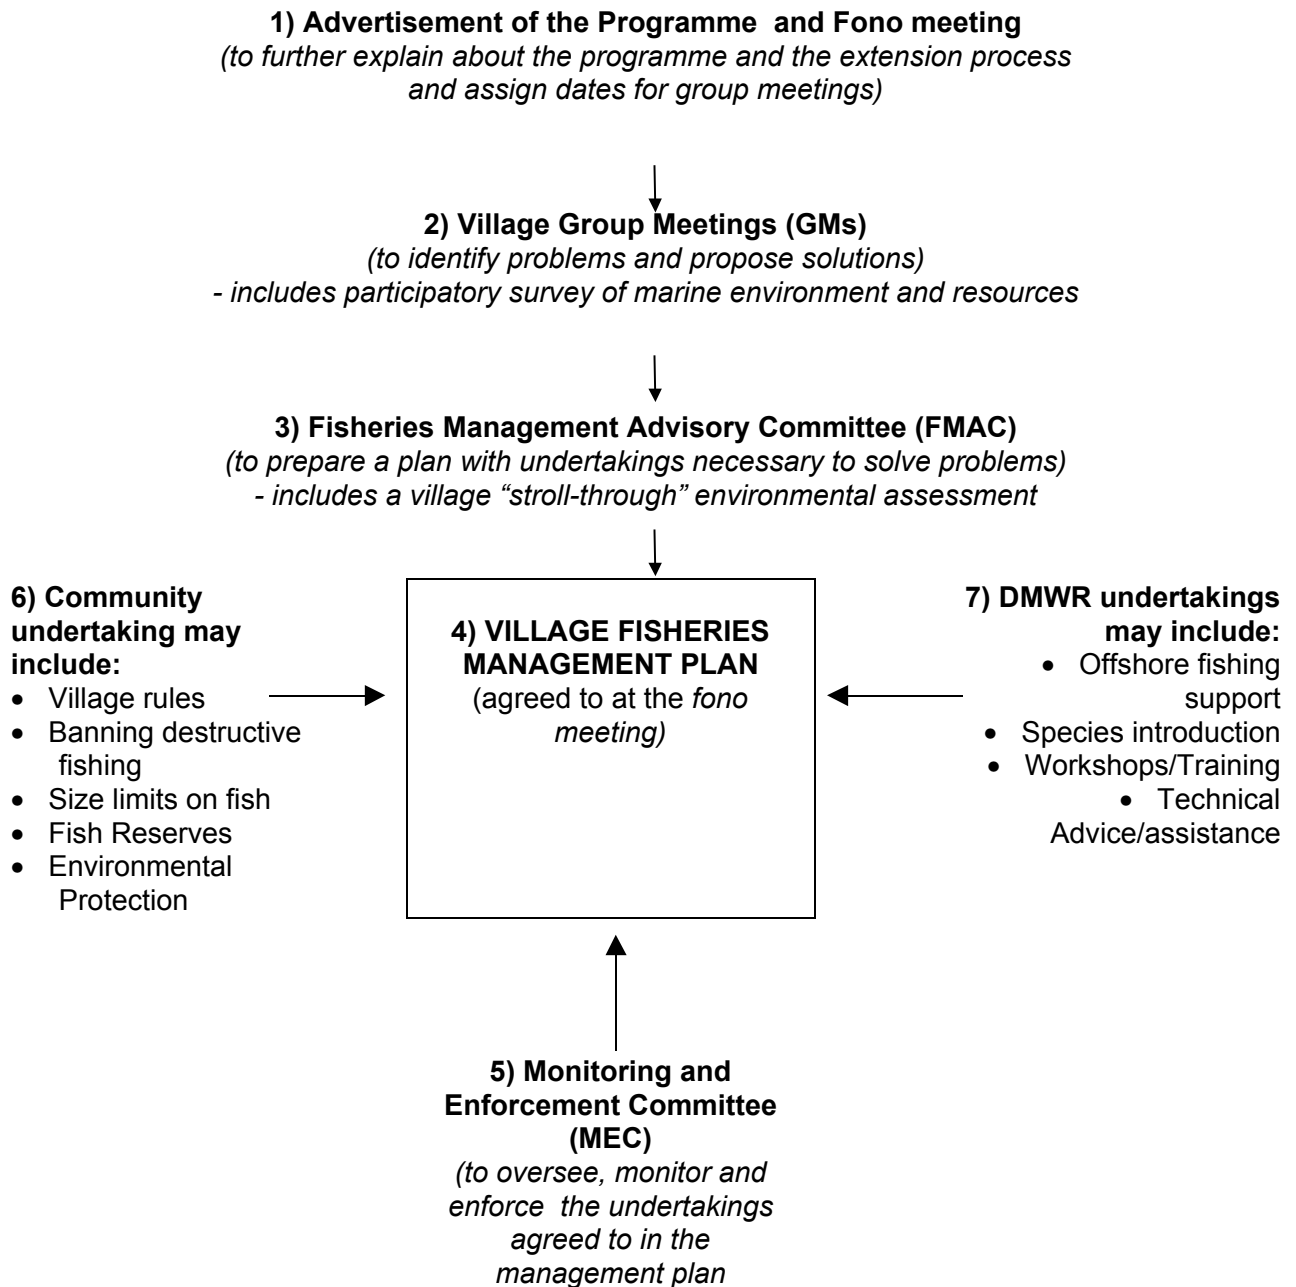 1) Advertisement of the Programme and Fono meeting
(to further explain about the programme and the extension process
and assign dates for group meetings)
2) Village Group Meetings (GMs)
(to identify problems and propose solutions)
- includes participatory survey of marine environment and resources
3) Fisheries Management Advisory Committee (FMAC)
(to prepare a plan with undertakings necessary to solve problems)
- includes a village “stroll-through” environmental assessment
6) Community
undertaking may
include:
• Village rules
• Banning destructive
fishing
• Size limits on fish
• Fish Reserves
• Environmental
Protection
4) VILLAGE FISHERIES
MANAGEMENT PLAN
(agreed to at the fono
meeting)
7) DMWR undertakings
may include:
• Offshore fishing
support
• Species introduction
• Workshops/Training
• Technical
Advice/assistance
5) Monitoring and
Enforcement Committee
(MEC)
(to oversee, monitor and
enforce the undertakings
agreed to in the
management plan